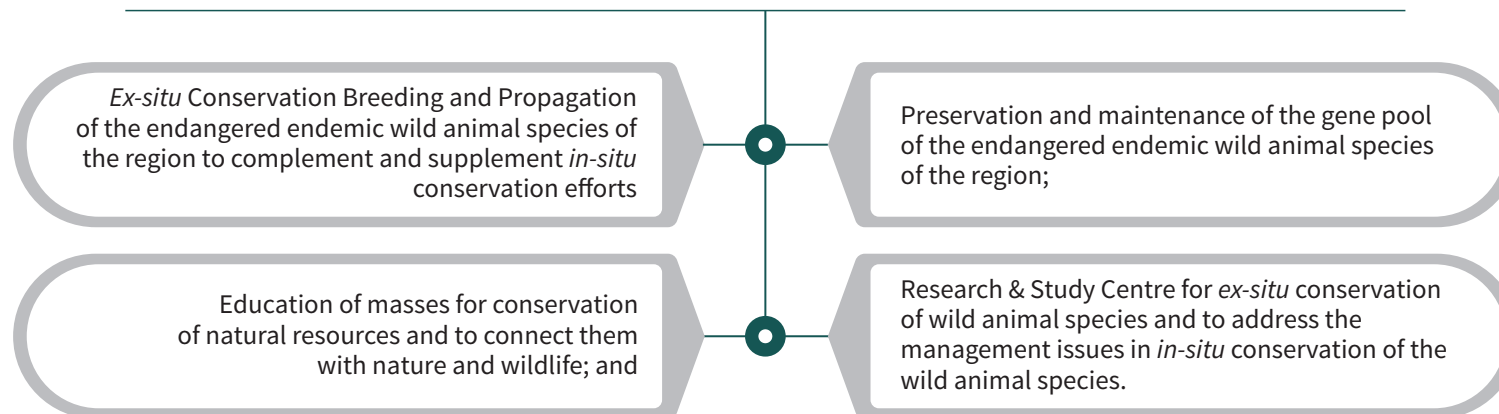 Ex-situ Conservation Breeding and Propagation
of the endangered endemic wild animal species of
the region to complement and supplement in-situ
conservation efforts
Preservation and maintenance of the gene pool
of the endangered endemic wild animal species
of the region;
Education of masses for conservation
of natural resources and to connect them
with nature and wildlife; and
Research & Study Centre for ex-situ conservation
of wild animal species and to address the
management issues in in-situ conservation of the
wild animal species.